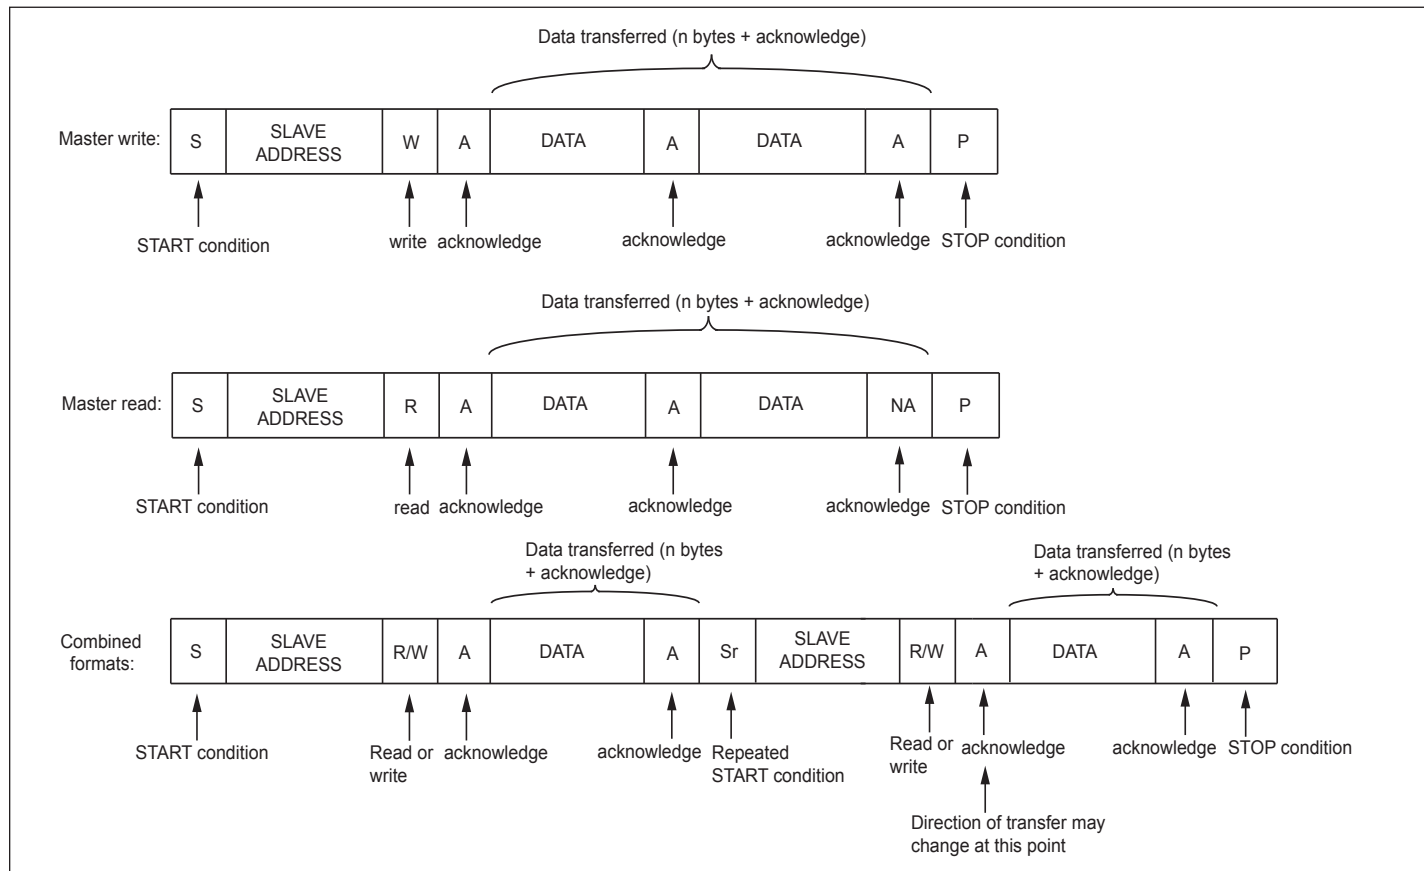 Data transferred (n bytes + acknowledge)
Master write:
S
SLAVE
ADDRESS
W
A
DATA
A
DATA
A
P
START condition
write
acknowledge
acknowledge
acknowledge
STOP condition
Data transferred (n bytes + acknowledge)
Master read:
S
SLAVE
ADDRESS
R
A
DATA
A
DATA
NA
P
START condition
read
acknowledge
acknowledge
acknowledge
STOP condition
Data transferred (n bytes
+ acknowledge)
Data transferred (n bytes
+ acknowledge)
Combined
formats:
S
SLAVE
ADDRESS
R/W
A
DATA
A
Sr
SLAVE
ADDRESS
R/W
A
DATA
A
P
START condition
Read or
write
acknowledge
acknowledge
Repeated
START condition
Read or
write
acknowledge
acknowledge
STOP condition
Direction of transfer may
change at this point